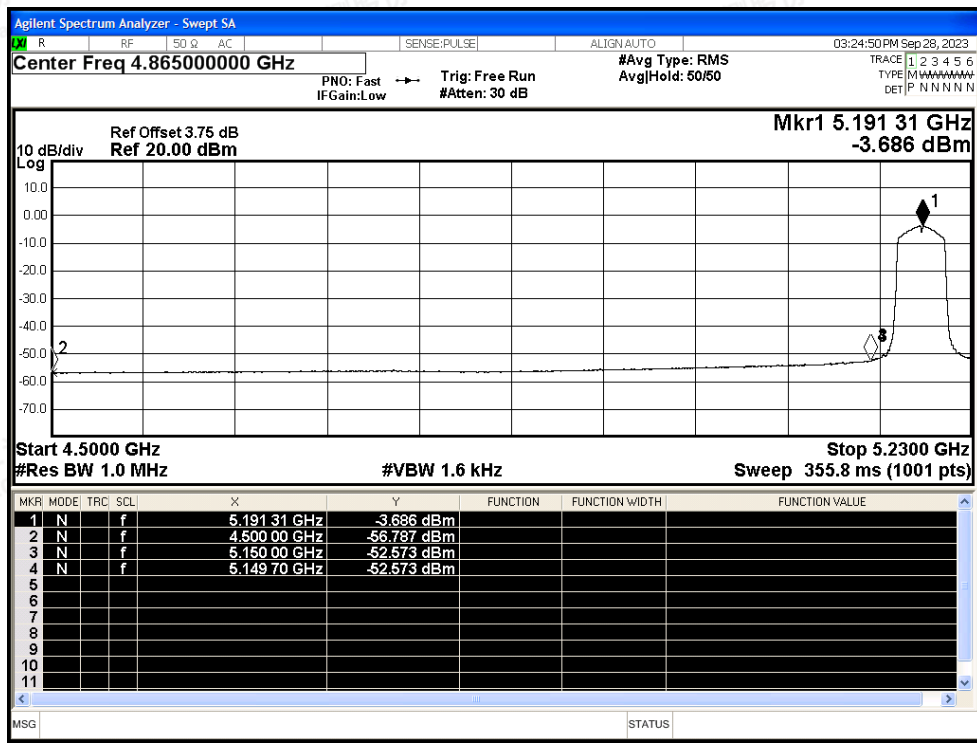 Agilent Spectrum Analyzer - Swept SA
LXI R RF 50 Ω AC SENSE:PULSE ALIGN AUTO 03:24:50 PM Sep 28, 2023
Center Freq 4.865000000 GHz
PNO: Fast
IFGain:Low
Trig: Free Run
#Atten: 30 dB
#Avg Type: RMS
Avg|Hold: 50/50
TRACE 1 2 3 4 5 6
TYPE M
DET P N N N N N
Mkr1 5.191 31 GHz
-3.686 dBm
Ref Offset 3.75 dB
10 dB/div Ref 20.00 dBm
Log
10.0
0.00
-10.0
-20.0
-30.0
-40.0
-50.0
-60.0
-70.0
1
2
Start 4.5000 GHz Stop 5.2300 GHz
#Res BW 1.0 MHz #VBW 1.6 kHz Sweep 355.8 ms (1001 pts)
MKR MODE TRC SCL X Y FUNCTION FUNCTION WIDTH FUNCTION VALUE
1 N f 5.191 31 GHz -3.686 dBm
2 N f 4.500 00 GHz -56.787 dBm
3 N f 5.150 00 GHz -52.573 dBm
4 N f 5.149 70 GHz -52.573 dBm
5
6
7
8
9
10
11
MSG STATUS